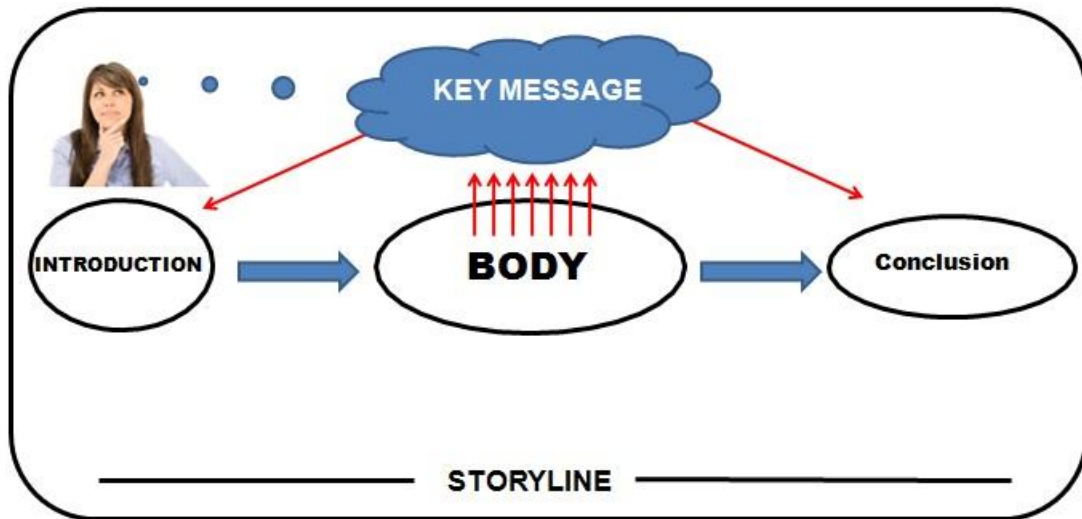 KEY MESSAGE
INTRODUCTION
BODY
Conclusion
STORYLINE